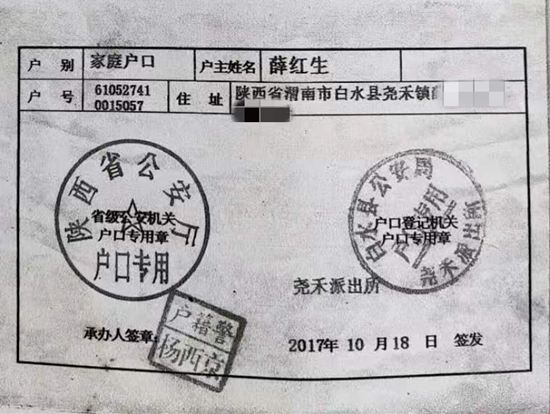 户 别 家庭户口 户主姓名 薛红生
户 号 61052741 0015057 住 址 陕西省渭南市白水县尧禾镇
陕西省公安厅
省级公安机关
户口专用章
户口专用
白水县公安局
户口登记机关
户口专用章
户口专用
尧禾派出所
尧禾派出所
承办人签章:
户籍警
杨西京
2017年 10 月 18 日 签发